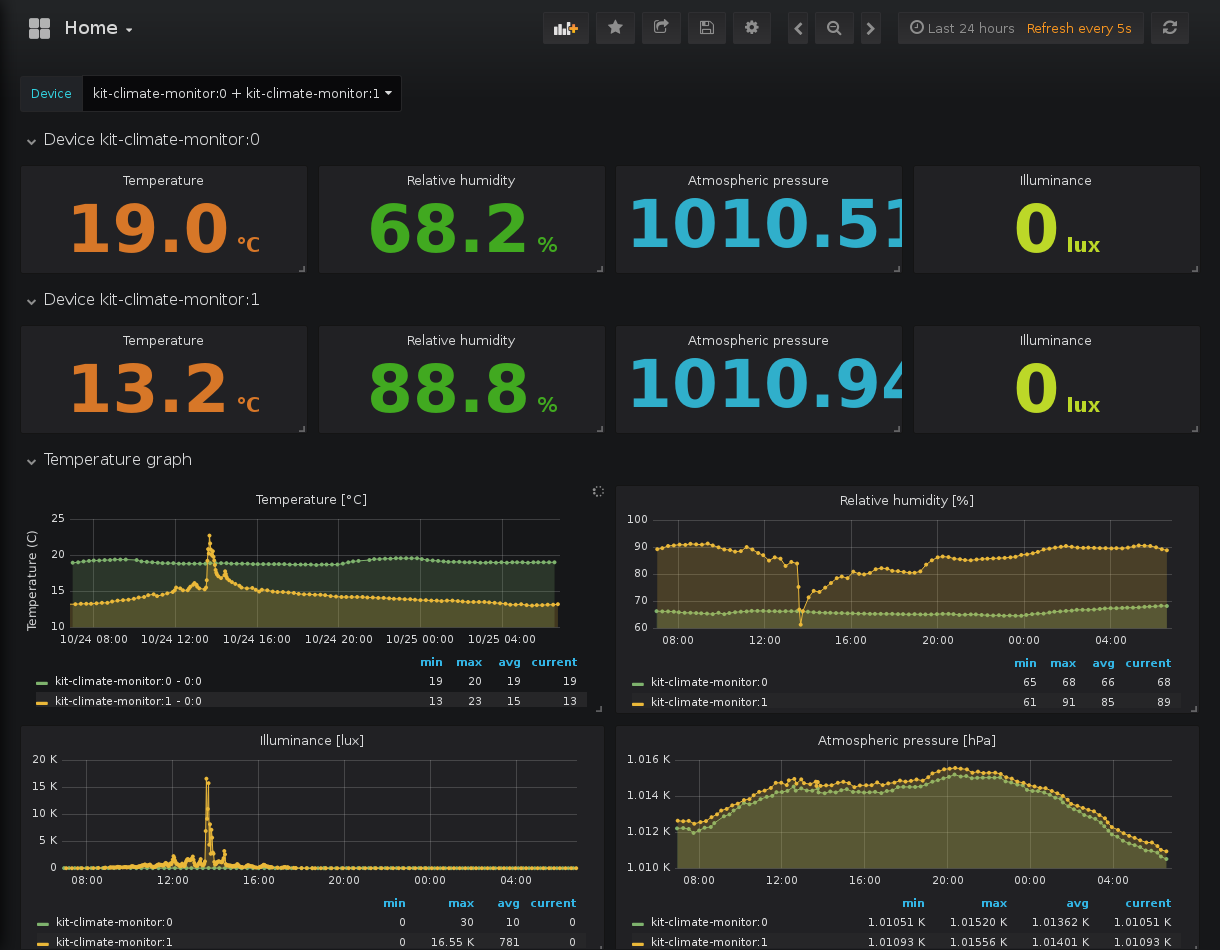 Home
Last 24 hours Refresh every 5s
Device kit-climate-monitor:0 + kit-climate-monitor:1
Device kit-climate-monitor:0
Temperature Relative humidity Atmospheric pressure Illuminance
19.0 °C 68.2 % 1010.51 0 lux
Device kit-climate-monitor:1
Temperature Relative humidity Atmospheric pressure Illuminance
13.2 °C 88.8 % 1010.94 0 lux
Temperature graph
Temperature [°C]
Temperature (C)
25
20
15
10
10/24 08:00 10/24 12:00 10/24 16:00 10/24 20:00 10/25 00:00 10/25 04:00
min max avg current
kit-climate-monitor:0 - 0:0 19 20 19 19
kit-climate-monitor:1 - 0:0 13 23 15 13
Relative humidity [%]
100
90
80
70
60
08:00 12:00 16:00 20:00 00:00 04:00
min max avg current
kit-climate-monitor:0 65 68 66 68
kit-climate-monitor:1 61 91 85 89
Illuminance [lux]
20 K
15 K
10 K
5 K
0
08:00 12:00 16:00 20:00 00:00 04:00
min max avg current
kit-climate-monitor:0 0 30 10 0
kit-climate-monitor:1 0 16.55 K 781 0
Atmospheric pressure [hPa]
1.016 K
1.014 K
1.012 K
1.010 K
08:00 12:00 16:00 20:00 00:00 04:00
min max avg current
kit-climate-monitor:0 1.01051 K 1.01520 K 1.01362 K 1.01051 K
kit-climate-monitor:1 1.01093 K 1.01556 K 1.01401 K 1.01093 K